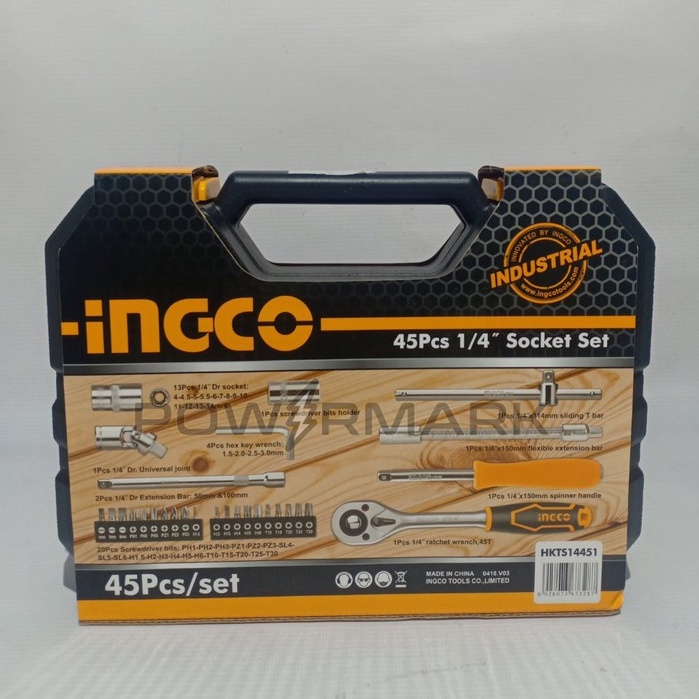 INNOVATED BY INGCO
INDUSTRIAL
www.ingcotools.com
INGCO
45Pcs 1/4" Socket Set
13Pcs 1/4" Dr socket:
4-4.5-5-5.5-6-7-8-9-10-
11-12-13-14mm
1Pcs screwdriver bits holder
1Pcs 1/4"x114mm sliding T bar
POWERMARK
4Pcs hex key wrench:
1.5-2.0-2.5-3.0mm
1Pcs 1/4"x150mm flexible extension bar
1Pcs 1/4" Dr. Universal joint
2Pcs 1/4" Dr Extension Bar: 50mm &100mm
1Pcs 1/4"x150mm spinner handle
INGCO
1Pcs 1/4" ratchet wrench,45T
20Pcs Screwdriver bits: PH1-PH2-PH3-PZ1-PZ2-PZ3-SL4-
SL5-SL6-H1.5-H2-H3-H4-H5-H6-T10-T15-T20-T25-T30
45Pcs/set
MADE IN CHINA 0418.V03
INGCO TOOLS CO.,LIMITED
HKTS14451